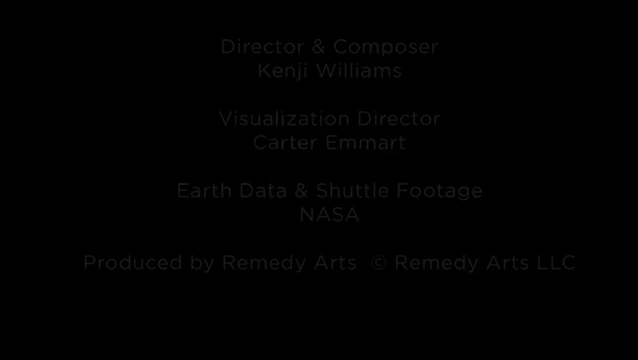 Director & Composer
Kenji Williams
Visualization Director
Carter Emmart
Earth Data & Shuttle Footage
NASA
Produced by Remedy Arts © Remedy Arts LLC